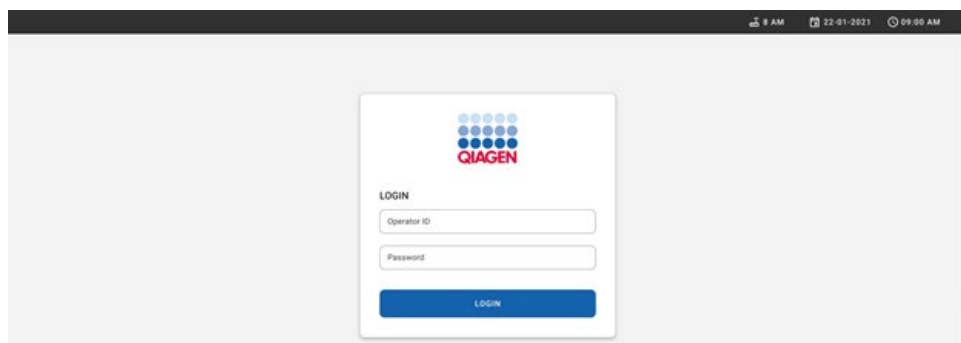 8 AM 22-01-2021 09:00 AM
QIAGEN
LOGIN
Operator ID
Password
LOGIN